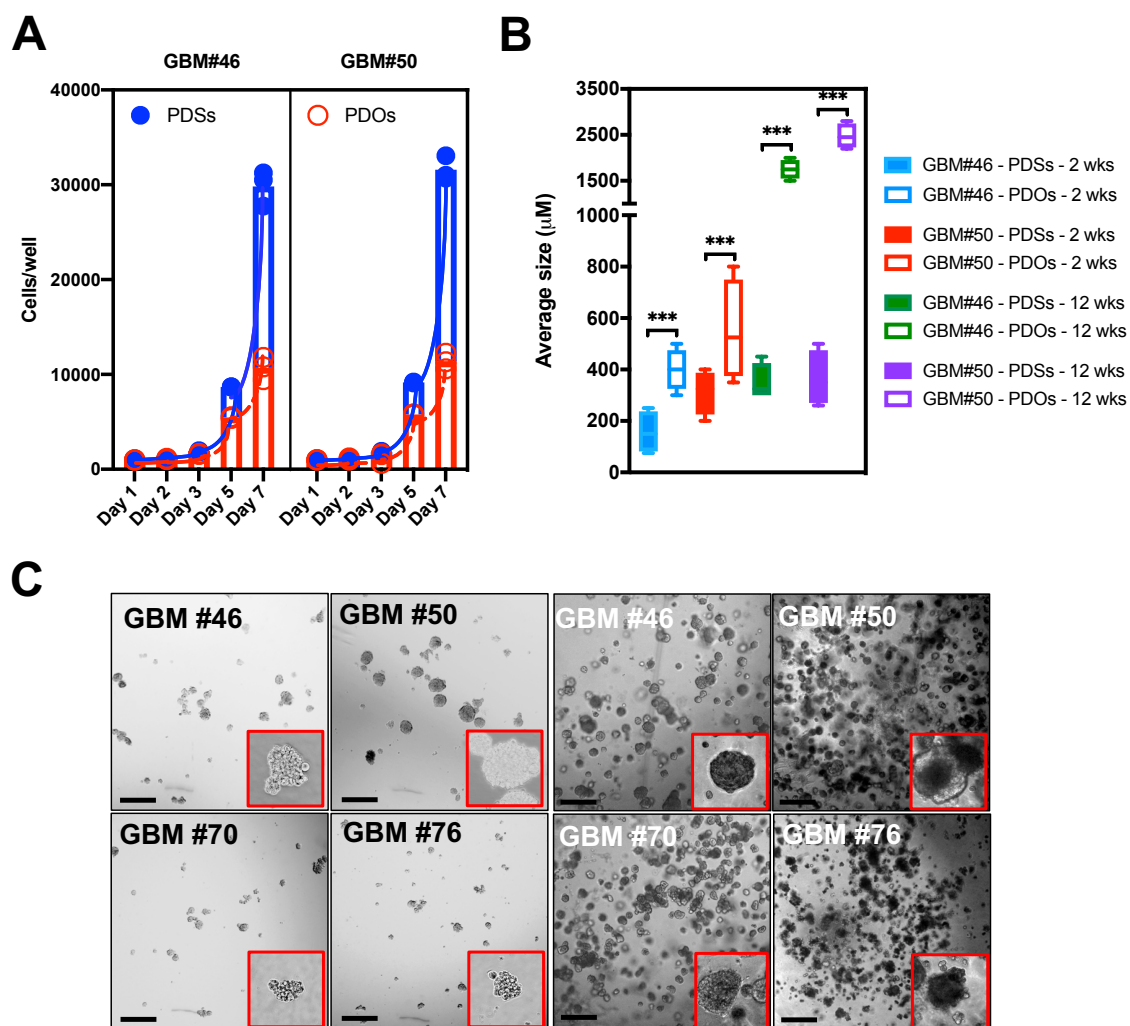 A
GBM#46
GBM#50
40000
30000
20000
10000
0
Cells/well
PDSs
PDOs
Day 1
Day 2
Day 3
Day 5
Day 7
Day 1
Day 2
Day 3
Day 5
Day 7
B
3500
2500
1500
1000
800
600
400
200
0
Average size (μM)
***
***
***
***
GBM#46 - PDSs - 2 wks
GBM#46 - PDOs - 2 wks
GBM#50 - PDSs - 2 wks
GBM#50 - PDOs - 2 wks
GBM#46 - PDSs - 12 wks
GBM#46 - PDOs - 12 wks
GBM#50 - PDSs - 12 wks
GBM#50 - PDOs - 12 wks
C
GBM #46
GBM #50
GBM #46
GBM #50
GBM #70
GBM #76
GBM #70
GBM #76